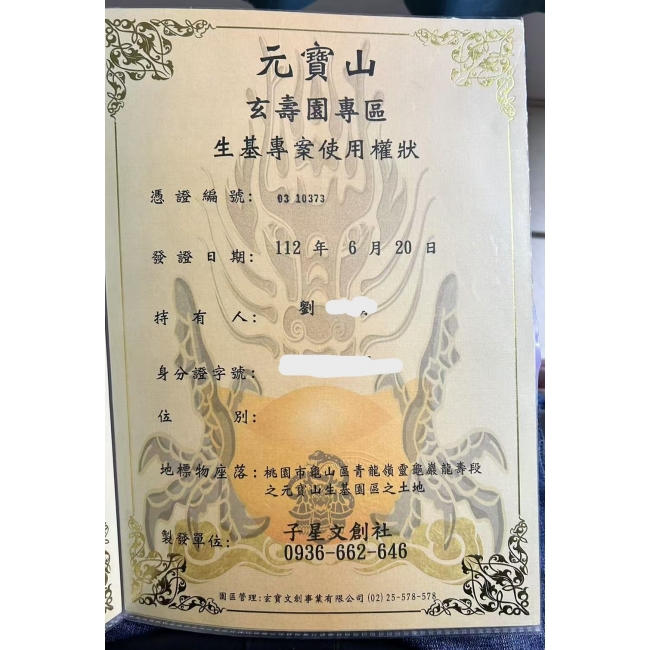 元寶山
玄壽園專區
生基專案使用權狀
憑證編號: 03 10373
發證日期: 112 年 6 月 20 日
持有人: 劉
身分證字號:
位別:
地標物座落: 桃園市龜山區青龍嶺靈龜巖龍壽段
之元寶山生基園區之土地
製發單位: 子星文創社
0936-662-646
園區管理:宏寶文創事業有限公司(02)25-578-578